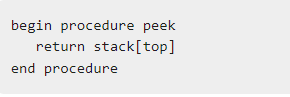 begin procedure peek
   return stack[top]
end procedure